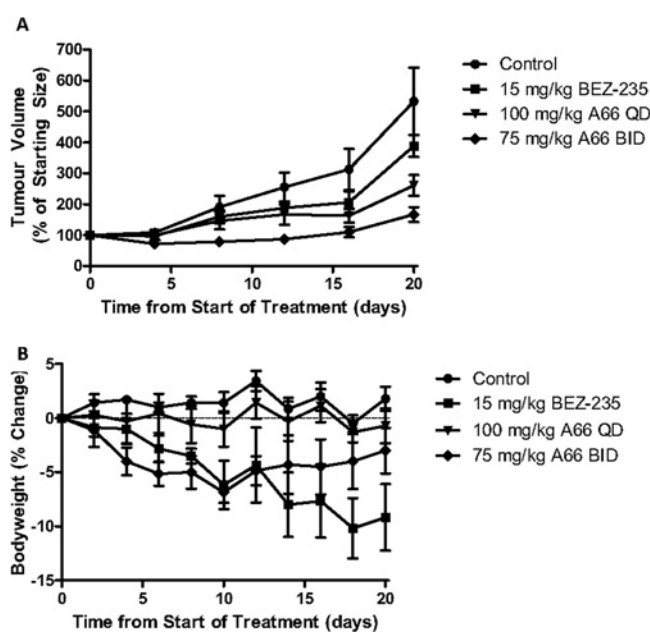 A
Tumour Volume
(% of Starting Size)
700
600
500
400
300
200
100
0
0 5 10 15 20
Time from Start of Treatment (days)
Control
15 mg/kg BEZ-235
100 mg/kg A66 QD
75 mg/kg A66 BID
B
Bodyweight (% Change)
5
0
-5
-10
-15
0 5 10 15 20
Time from Start of Treatment (days)
Control
15 mg/kg BEZ-235
100 mg/kg A66 QD
75 mg/kg A66 BID